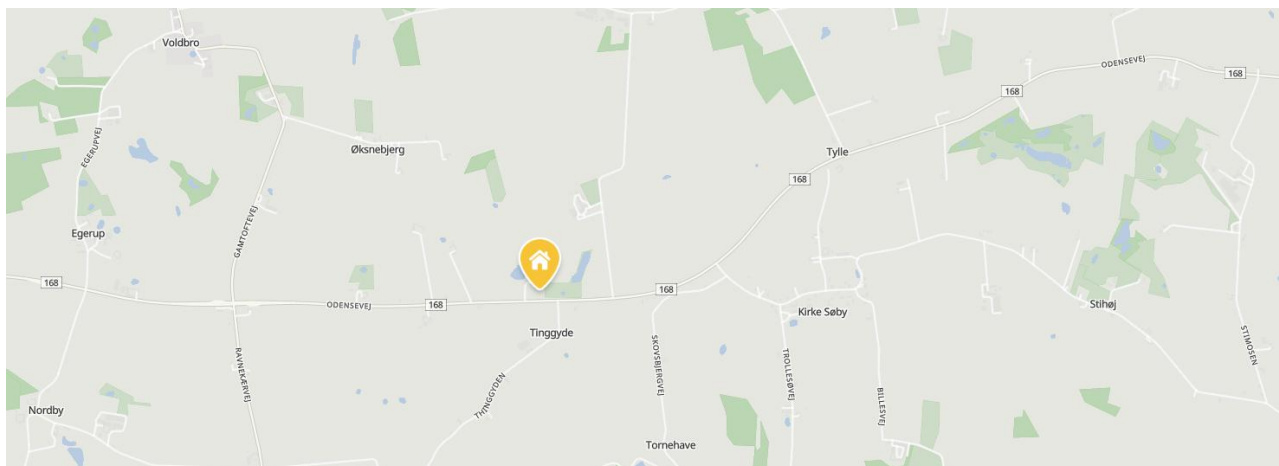 Voldbro
ODENSEVEJ
168
168
EGERUPVEJ
Øksnebjerg
Tylle
168
GAMTOFTEVEJ
Egerup
168
168
ODENSEVEJ
168
Kirke Søby
Stihøj
Tinggyde
SKOVSBJERGVEJ
STIMOSEN
RAVNEKÆRVEJ
TROLLESØVEJ
THINGGYDEN
BILLESVEJ
Nordby
Tornehave